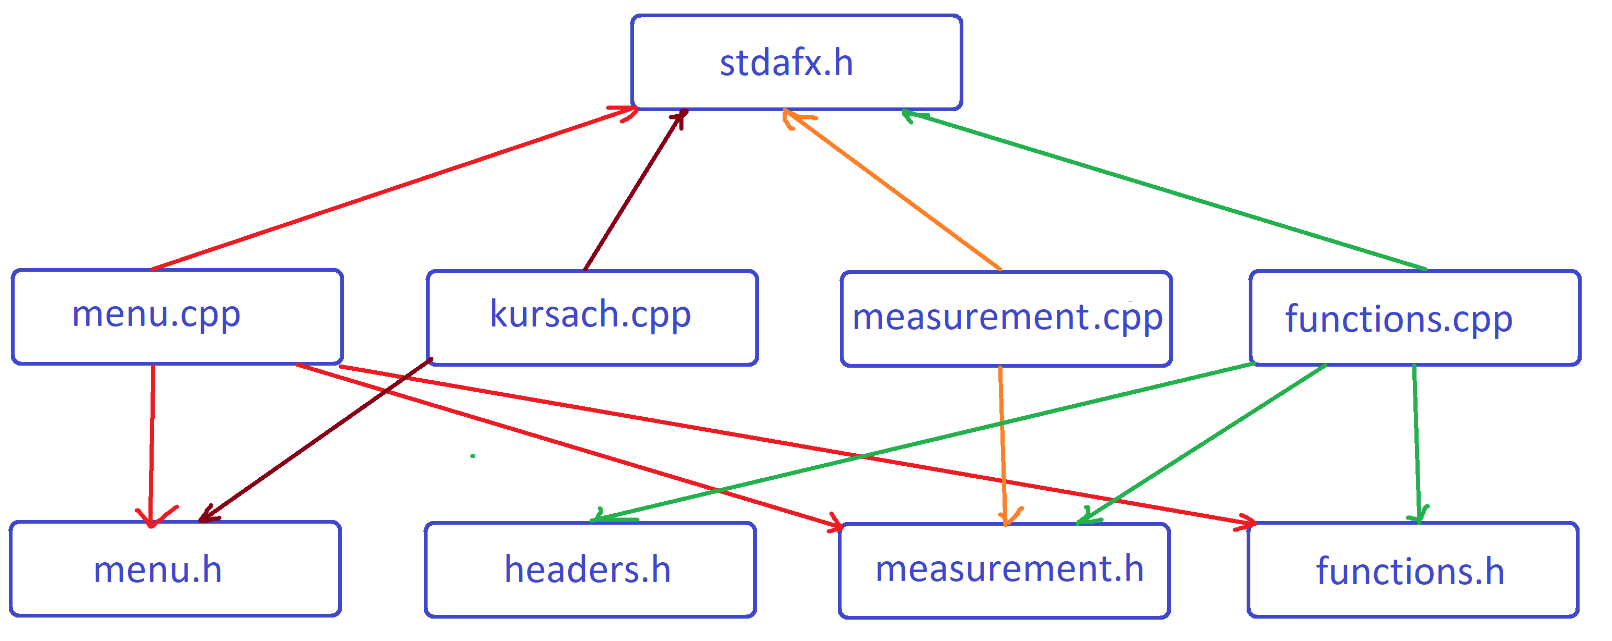 stdafx.h
menu.cpp
kursach.cpp
measurement.cpp
functions.cpp
menu.h
headers.h
measurement.h
functions.h